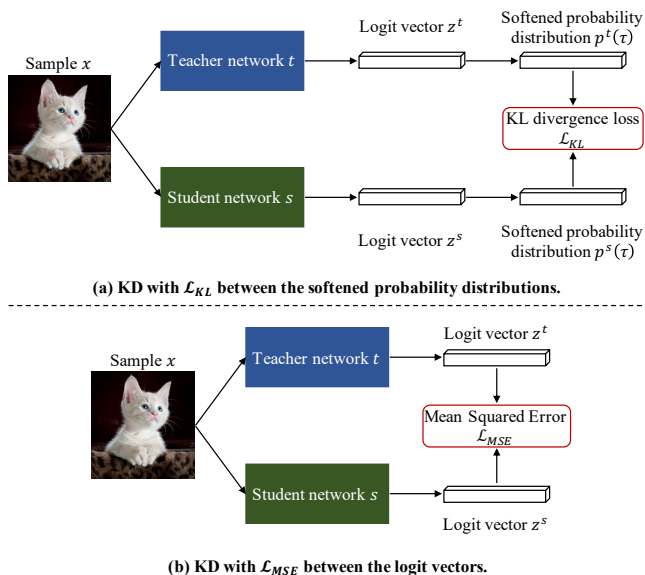 Logit vector z^t
Softened probability
distribution p^t(τ)
Sample x
Teacher network t
KL divergence loss
ℒ_KL
Student network s
Logit vector z^s
Softened probability
distribution p^s(τ)
(a) KD with ℒ_KL between the softened probability distributions.
Logit vector z^t
Sample x
Teacher network t
Mean Squared Error
ℒ_MSE
Student network s
Logit vector z^s
(b) KD with ℒ_MSE between the logit vectors.